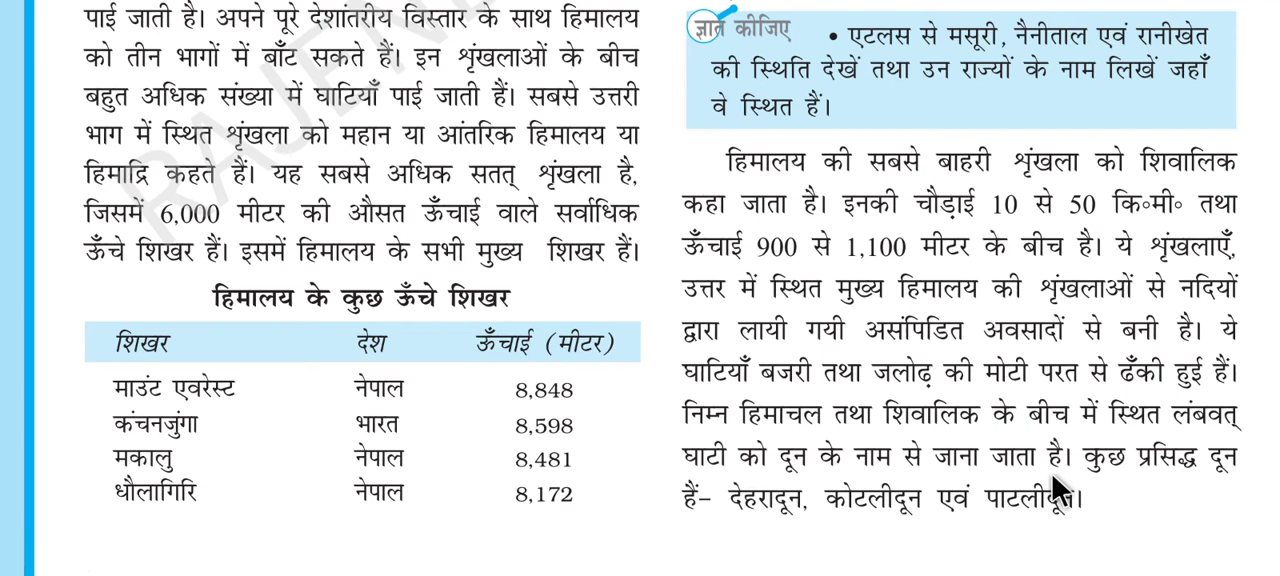 पाई जाती है। अपने पूरे देशांतरीय विस्तार के साथ हिमालय
को तीन भागों में बाँट सकते हैं। इन शृंखलाओं के बीच
बहुत अधिक संख्या में घाटियाँ पाई जाती हैं। सबसे उत्तरी
भाग में स्थित शृंखला को महान या आंतरिक हिमालय या
हिमाद्रि कहते हैं। यह सबसे अधिक सतत् शृंखला है,
जिसमें 6,000 मीटर की औसत ऊँचाई वाले सर्वाधिक
ऊँचे शिखर हैं। इसमें हिमालय के सभी मुख्य शिखर हैं।
हिमालय के कुछ ऊँचे शिखर
शिखर देश ऊँचाई (मीटर)
माउंट एवरेस्ट नेपाल 8,848
कंचनजुंगा भारत 8,598
मकालु नेपाल 8,481
धौलागिरि नेपाल 8,172
ज्ञात कीजिए • एटलस से मसूरी, नैनीताल एवं रानीखेत
की स्थिति देखें तथा उन राज्यों के नाम लिखें जहाँ
वे स्थित हैं।
हिमालय की सबसे बाहरी शृंखला को शिवालिक
कहा जाता है। इनकी चौड़ाई 10 से 50 कि॰मी॰ तथा
ऊँचाई 900 से 1,100 मीटर के बीच है। ये शृंखलाएँ,
उत्तर में स्थित मुख्य हिमालय की शृंखलाओं से नदियों
द्वारा लायी गयी असंपिडित अवसादों से बनी है। ये
घाटियाँ बजरी तथा जलोढ़ की मोटी परत से ढँकी हुई हैं।
निम्न हिमाचल तथा शिवालिक के बीच में स्थित लंबवत्
घाटी को दून के नाम से जाना जाता है। कुछ प्रसिद्ध दून
हैं– देहरादून, कोटलीदून एवं पाटलीदून।